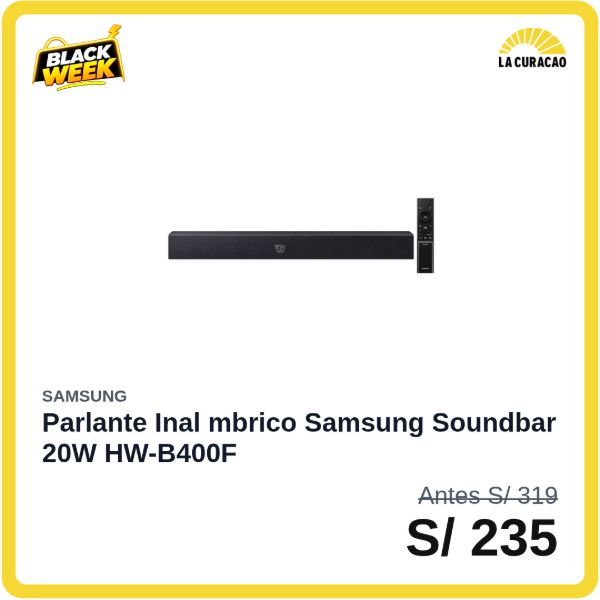 BLACK
WEEK
LA CURACAO
SAMSUNG
Parlante Inal mbrico Samsung Soundbar
20W HW-B400F
Antes S/ 319
S/ 235